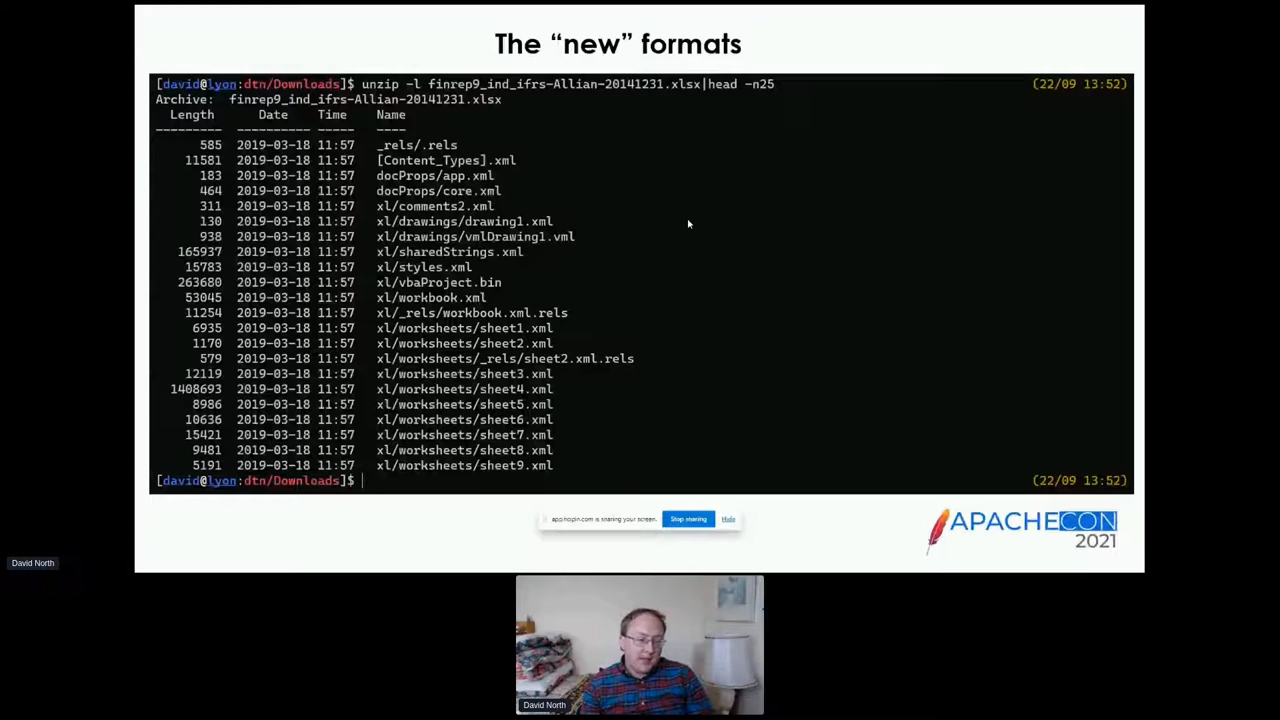 The “new” formats
[david@lyon:dtn/Downloads]$ unzip -l finrep9_ind_ifrs-Allian-20141231.xlsx|head -n25 (22/09 13:52)
Archive:  finrep9_ind_ifrs-Allian-20141231.xlsx
Length Date Time Name
--------- ---------- ----- ----
585 2019-03-18 11:57 _rels/.rels
11581 2019-03-18 11:57 [Content_Types].xml
183 2019-03-18 11:57 docProps/app.xml
464 2019-03-18 11:57 docProps/core.xml
311 2019-03-18 11:57 xl/comments2.xml
130 2019-03-18 11:57 xl/drawings/drawing1.xml
938 2019-03-18 11:57 xl/drawings/vmlDrawing1.vml
165937 2019-03-18 11:57 xl/sharedStrings.xml
15783 2019-03-18 11:57 xl/styles.xml
263680 2019-03-18 11:57 xl/vbaProject.bin
53045 2019-03-18 11:57 xl/workbook.xml
11254 2019-03-18 11:57 xl/_rels/workbook.xml.rels
6935 2019-03-18 11:57 xl/worksheets/sheet1.xml
1170 2019-03-18 11:57 xl/worksheets/sheet2.xml
579 2019-03-18 11:57 xl/worksheets/_rels/sheet2.xml.rels
12119 2019-03-18 11:57 xl/worksheets/sheet3.xml
1408693 2019-03-18 11:57 xl/worksheets/sheet4.xml
8986 2019-03-18 11:57 xl/worksheets/sheet5.xml
10636 2019-03-18 11:57 xl/worksheets/sheet6.xml
15421 2019-03-18 11:57 xl/worksheets/sheet7.xml
9481 2019-03-18 11:57 xl/worksheets/sheet8.xml
5191 2019-03-18 11:57 xl/worksheets/sheet9.xml
[david@lyon:dtn/Downloads]$ (22/09 13:52)
app.hopin.com is sharing your screen. Stop sharing Hide
APACHECON
2021
David North
David North